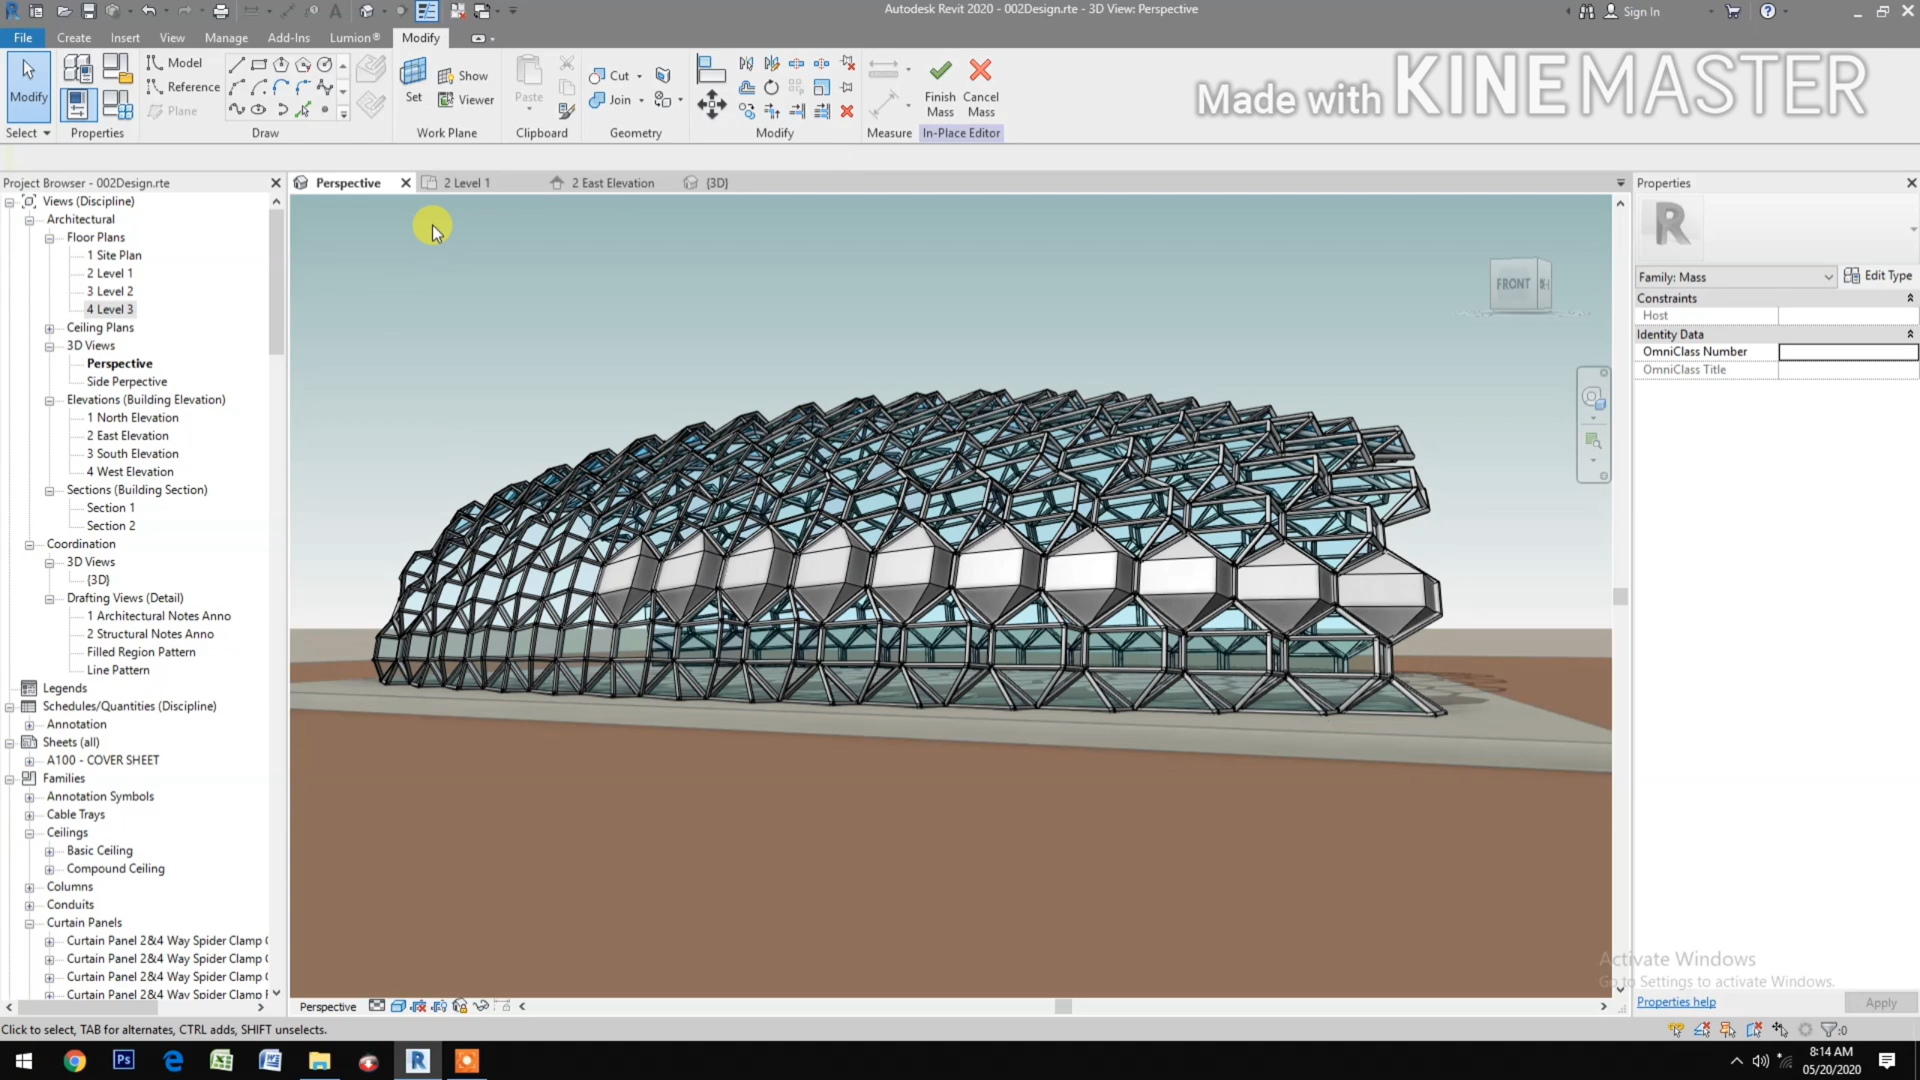 Autodesk Revit 2020 - 002Design.rte - 3D View: Perspective
Sign In
File Create Insert View Manage Add-Ins Lumion® Modify
Modify
Model
Reference
Plane
Set
Show
Viewer
Paste
Cut
Join
Finish Mass
Cancel Mass
Select Properties Draw Work Plane Clipboard Geometry Modify Measure In-Place Editor
Made with KINEMASTER
Project Browser - 002Design.rte
Perspective
2 Level 1
2 East Elevation
{3D}
Properties
Views (Discipline)
Architectural
Floor Plans
1 Site Plan
2 Level 1
3 Level 2
4 Level 3
Ceiling Plans
3D Views
Perspective
Side Perpective
Elevations (Building Elevation)
1 North Elevation
2 East Elevation
3 South Elevation
4 West Elevation
Sections (Building Section)
Section 1
Section 2
Coordination
3D Views
{3D}
Drafting Views (Detail)
1 Architectural Notes Anno
2 Structural Notes Anno
Filled Region Pattern
Line Pattern
Legends
Schedules/Quantities (Discipline)
Annotation
Sheets (all)
A100 - COVER SHEET
Families
Annotation Symbols
Cable Trays
Ceilings
Basic Ceiling
Compound Ceiling
Columns
Conduits
Curtain Panels
Curtain Panel 2&4 Way Spider Clamp
Curtain Panel 2&4 Way Spider Clamp
Curtain Panel 2&4 Way Spider Clamp
Curtain Panel 2&4 Way Spider Clamp
FRONT
Family: Mass
Edit Type
Constraints
Host
Identity Data
OmniClass Number
OmniClass Title
Activate Windows
Go to Settings to activate Windows.
Properties help
Apply
Perspective
Click to select, TAB for alternates, CTRL adds, SHIFT unselects.
:0
8:14 AM
05/20/2020